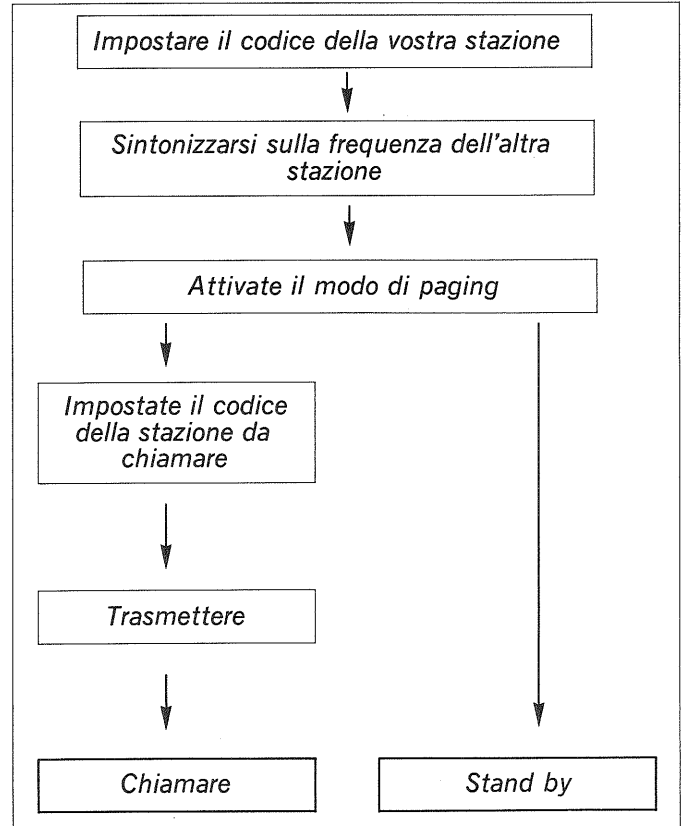 Impostare il codice della vostra stazione
Sintonizzarsi sulla frequenza dell'altra
stazione
Attivate il modo di paging
Impostate il codice
della stazione da
chiamare
Trasmettere
Chiamare
Stand by